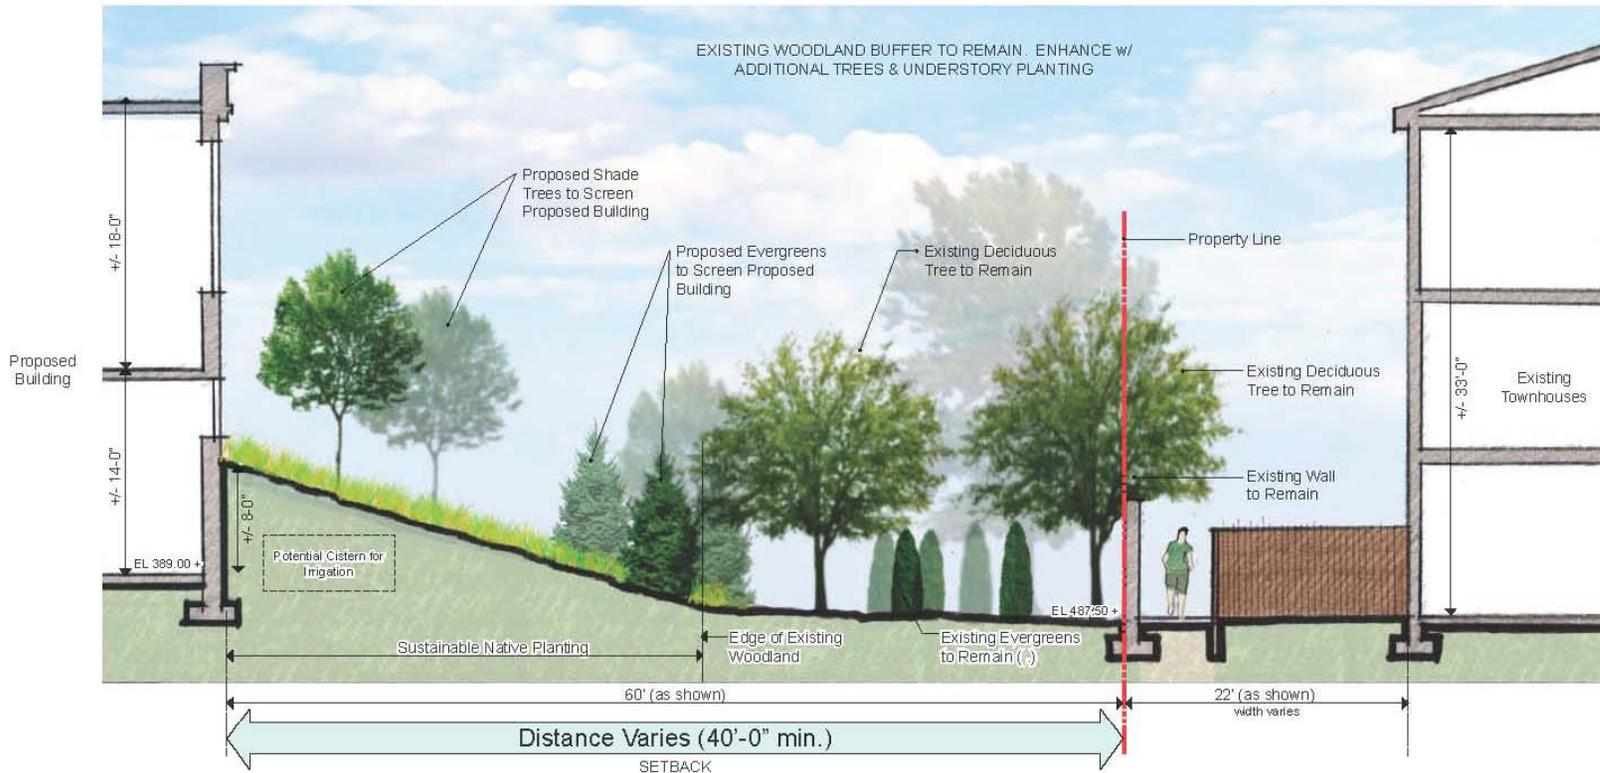 EXISTING WOODLAND BUFFER TO REMAIN. ENHANCE w/
ADDITIONAL TREES & UNDERSTORY PLANTING
Proposed Shade
Trees to Screen
Proposed Building
Proposed Evergreens
to Screen Proposed
Building
Existing Deciduous
Tree to Remain
Property Line
+/- 18'-0"
Proposed
Building
Existing Deciduous
Tree to Remain
+/- 33'-0"
Existing
Townhouses
+/- 14'-0"
+/- 8'-0"
Existing Wall
to Remain
EL 389.00 +
Potential Cistern for
Irrigation
EL 487.50 +
Sustainable Native Planting
Edge of Existing
Woodland
Existing Evergreens
to Remain
60' (as shown)
22' (as shown)
width varies
Distance Varies (40'-0" min.)
SETBACK